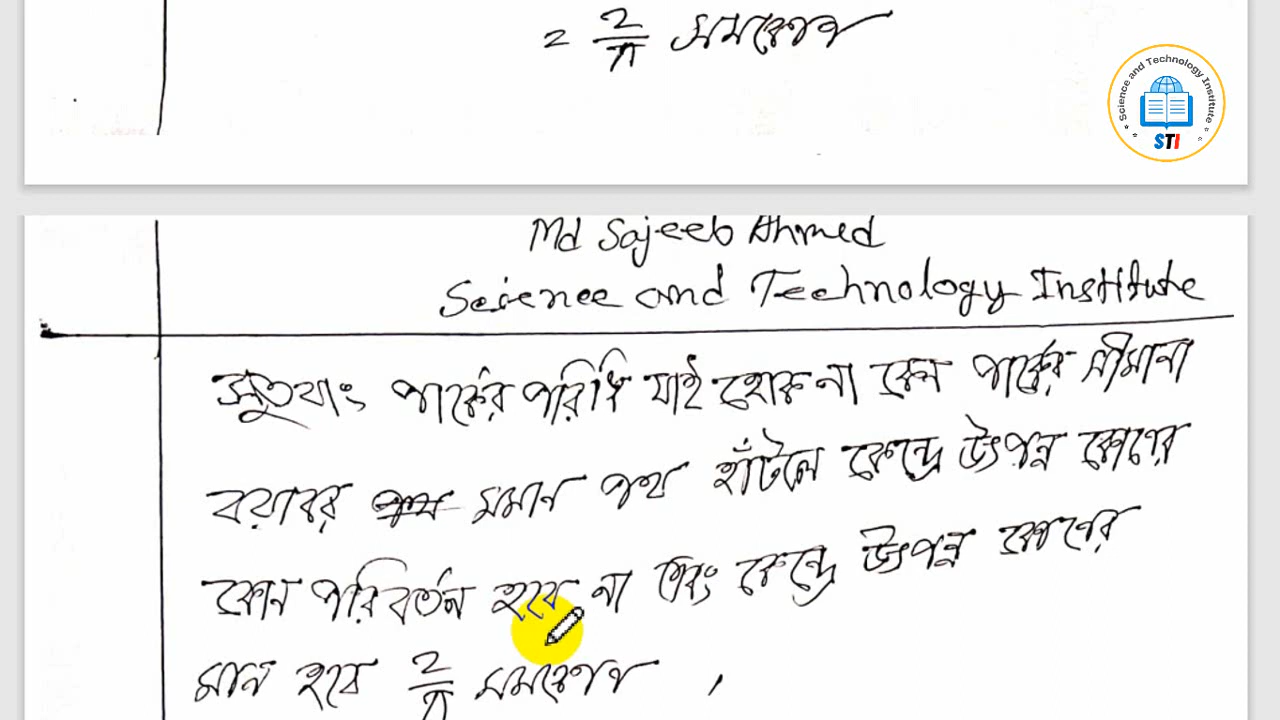 = 2/π সমকোণ
Science and Technology Institute
STI
Md Sajeeb Ahmed
Science and Technology Institute
সুতরাং পার্কের পরিধি যাই হোক না কেন পার্কের সীমানা
বরাবর সমান পথ হাঁটলে কেন্দ্রে উৎপন্ন কোণের
কোন পরিবর্তন হবে না এবং কেন্দ্রে উৎপন্ন কোণের
মান হবে 2/π সমকোণ ,